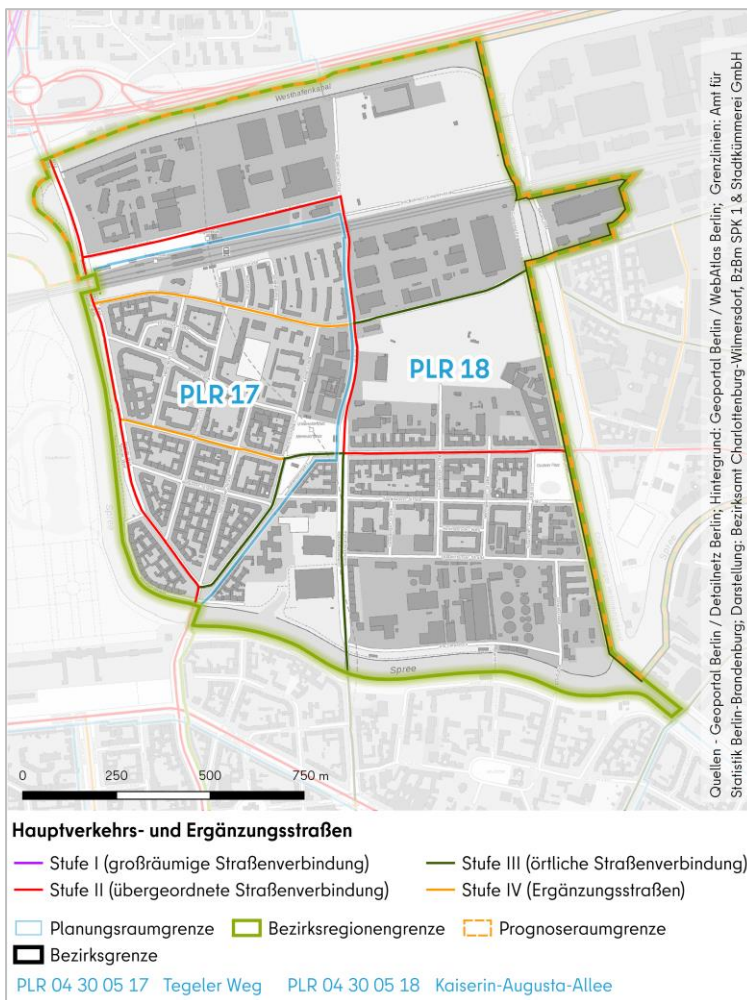 Westhafenkanal
PLR 17
PLR 18
Spree
Spree
0 250 500 750 m
Quellen - Geoportal Berlin / Detailnetz Berlin; Hintergrund: Geoportal Berlin / WebAtlas Berlin; Grenzlinien: Amt für
Statistik Berlin-Brandenburg; Darstellung: Bezirksamt Charlottenburg-Wilmersdorf, BzBm SPK 1 & Stadtkümmerei GmbH
Hauptverkehrs- und Ergänzungsstraßen
Stufe I (großräumige Straßenverbindung)
Stufe III (örtliche Straßenverbindung)
Stufe II (übergeordnete Straßenverbindung)
Stufe IV (Ergänzungsstraßen)
Planungsraumgrenze
Bezirksregionengrenze
Prognoseraumgrenze
Bezirksgrenze
PLR 04 30 05 17 Tegeler Weg PLR 04 30 05 18 Kaiserin-Augusta-Allee